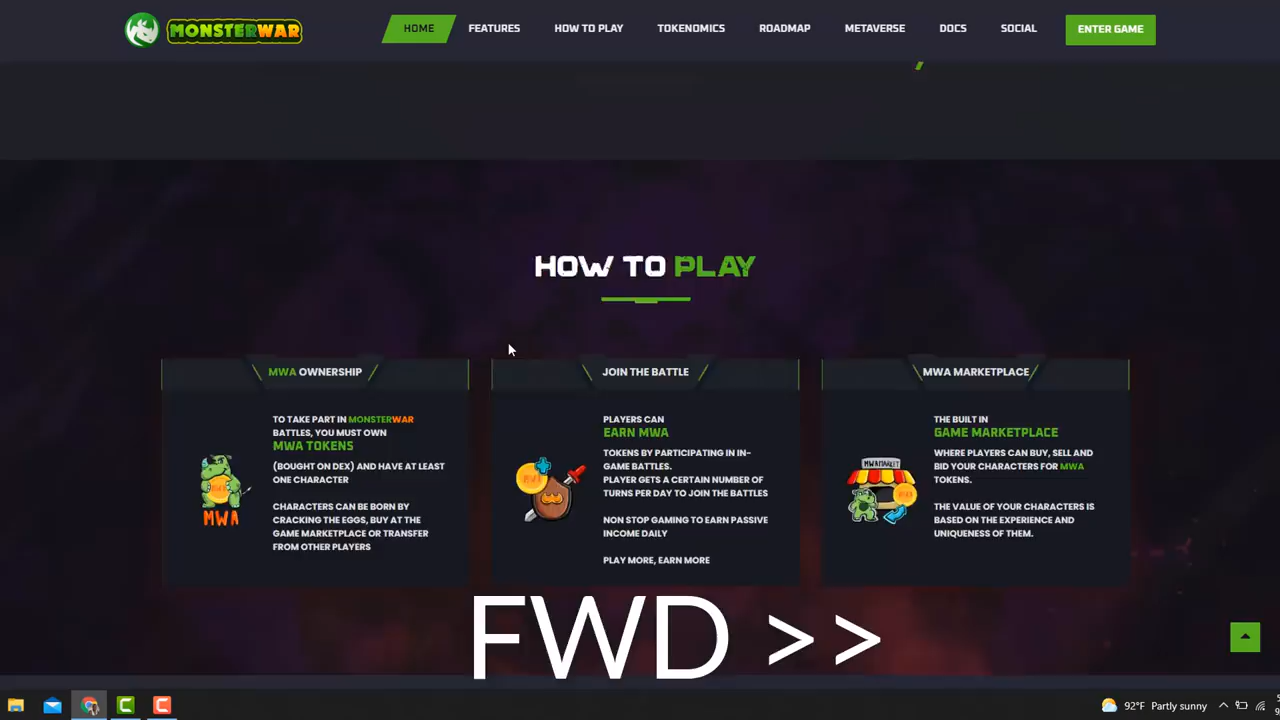 MONSTERWAR
HOME
FEATURES
HOW TO PLAY
TOKENOMICS
ROADMAP
METAVERSE
DOCS
SOCIAL
ENTER GAME
HOW TO PLAY
MWA OWNERSHIP
TO TAKE PART IN MONSTERWAR
BATTLES, YOU MUST OWN
MWA TOKENS
(BOUGHT ON DEX) AND HAVE AT LEAST
ONE CHARACTER
CHARACTERS CAN BE BORN BY
CRACKING THE EGGS, BUY AT THE
GAME MARKETPLACE OR TRANSFER
FROM OTHER PLAYERS
MWA
JOIN THE BATTLE
PLAYERS CAN
EARN MWA
TOKENS BY PARTICIPATING IN IN-
GAME BATTLES.
PLAYER GETS A CERTAIN NUMBER OF
TURNS PER DAY TO JOIN THE BATTLES
NON STOP GAMING TO EARN PASSIVE
INCOME DAILY
PLAY MORE, EARN MORE
MWA MARKETPLACE
THE BUILT IN
GAME MARKETPLACE
WHERE PLAYERS CAN BUY, SELL AND
BID YOUR CHARACTERS FOR MWA
TOKENS.
THE VALUE OF YOUR CHARACTERS IS
BASED ON THE EXPERIENCE AND
UNIQUENESS OF THEM.
MWA MARKET
FWD >>
92°F Partly sunny